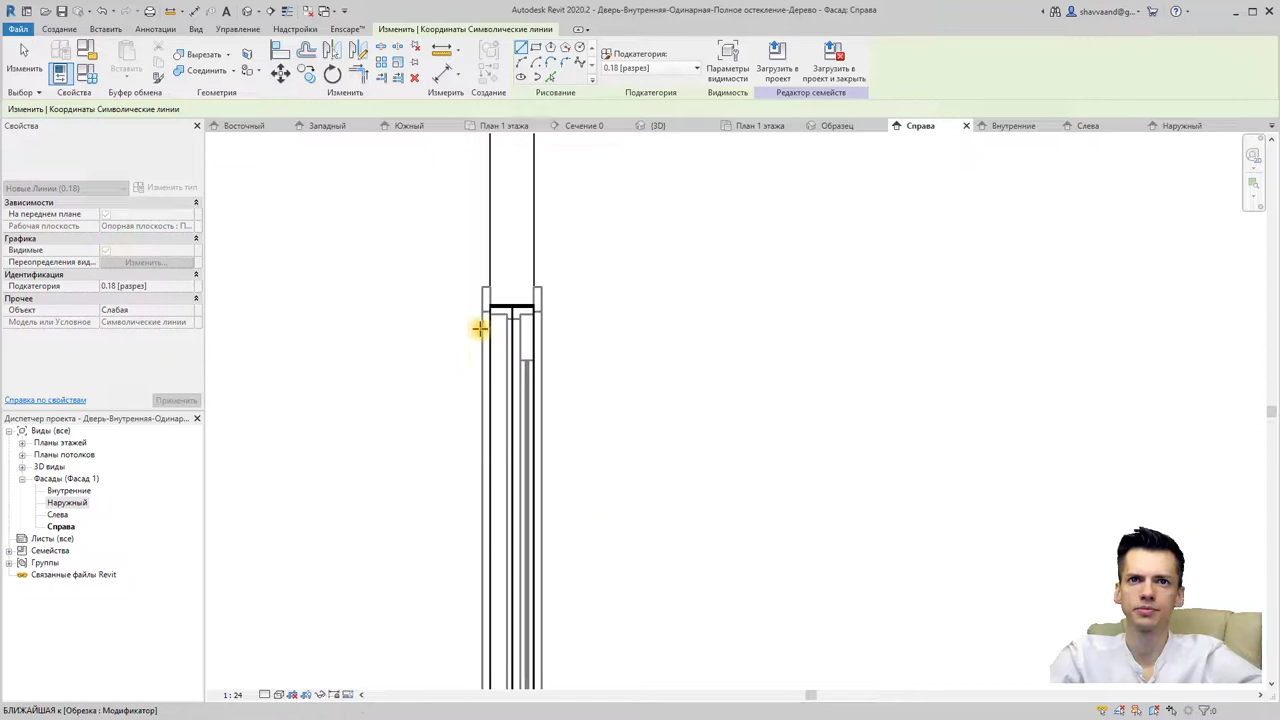 Autodesk Revit 2020.2 - Дверь-Внутренняя-Одинарная-Полное остекление-Дерево - Фасад: Справа
shavvaand@g...
Файл Создание Вставить Аннотации Вид Управление Надстройки Enscape™ Изменить | Координаты Символические линии
Изменить
Вставить
Вырезать
Соединить
Подкатегория:
0.18 [разрез]
Параметры видимости
Загрузить в проект
Загрузить в проект и закрыть
Выбор Свойства Буфер обмена Геометрия Изменить Измерить Создание Рисование Подкатегория Видимость Редактор семейств
Изменить | Координаты Символические линии
Свойства
Восточный Западный Южный План 1 этажа Сечение 0 {3D} План 1 этажа Образец Справа Внутренние Слева Наружный
Новые Линии (0.18) Изменить тип
Зависимости
На переднем плане
Рабочая плоскость Опорная плоскость : П...
Графика
Видимые
Переопределения вид... Изменить...
Идентификация
Подкатегория 0.18 [разрез]
Прочее
Объект Слабая
Модель или Условное Символические линии
Справка по свойствам Применить
Диспетчер проекта - Дверь-Внутренняя-Одинар...
Виды (все)
Планы этажей
Планы потолков
3D виды
Фасады (Фасад 1)
Внутренние
Наружный
Слева
Справа
Листы (все)
Семейства
Группы
Связанные файлы Revit
1 : 24
БЛИЖАЙШАЯ к [Обрезка : Модификатор]
:0